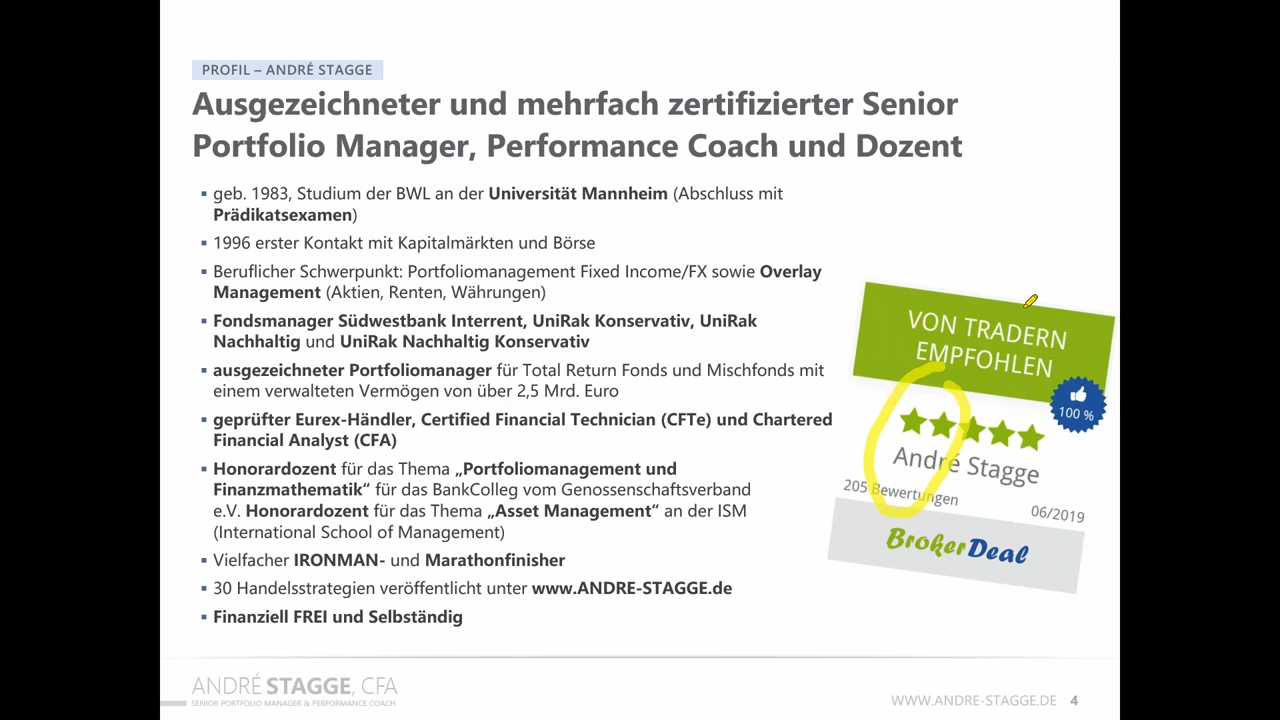 PROFIL – ANDRÉ STAGGE
Ausgezeichneter und mehrfach zertifizierter Senior
Portfolio Manager, Performance Coach und Dozent
geb. 1983, Studium der BWL an der Universität Mannheim (Abschluss mit
Prädikatsexamen)
1996 erster Kontakt mit Kapitalmärkten und Börse
Beruflicher Schwerpunkt: Portfoliomanagement Fixed Income/FX sowie Overlay
Management (Aktien, Renten, Währungen)
Fondsmanager Südwestbank Interrent, UniRak Konservativ, UniRak
Nachhaltig und UniRak Nachhaltig Konservativ
ausgezeichneter Portfoliomanager für Total Return Fonds und Mischfonds mit
einem verwalteten Vermögen von über 2,5 Mrd. Euro
geprüfter Eurex-Händler, Certified Financial Technician (CFTe) und Chartered
Financial Analyst (CFA)
Honorardozent für das Thema „Portfoliomanagement und
Finanzmathematik“ für das BankColleg vom Genossenschaftsverband
e.V. Honorardozent für das Thema „Asset Management“ an der ISM
(International School of Management)
Vielfacher IRONMAN- und Marathonfinisher
30 Handelsstrategien veröffentlicht unter www.ANDRE-STAGGE.de
Finanziell FREI und Selbständig
VON TRADERN
EMPFOHLEN
100 %
André Stagge
205 Bewertungen
06/2019
BrokerDeal
ANDRÉ STAGGE, CFA
SENIOR PORTFOLIO MANAGER & PERFORMANCE COACH
WWW.ANDRE-STAGGE.DE 4